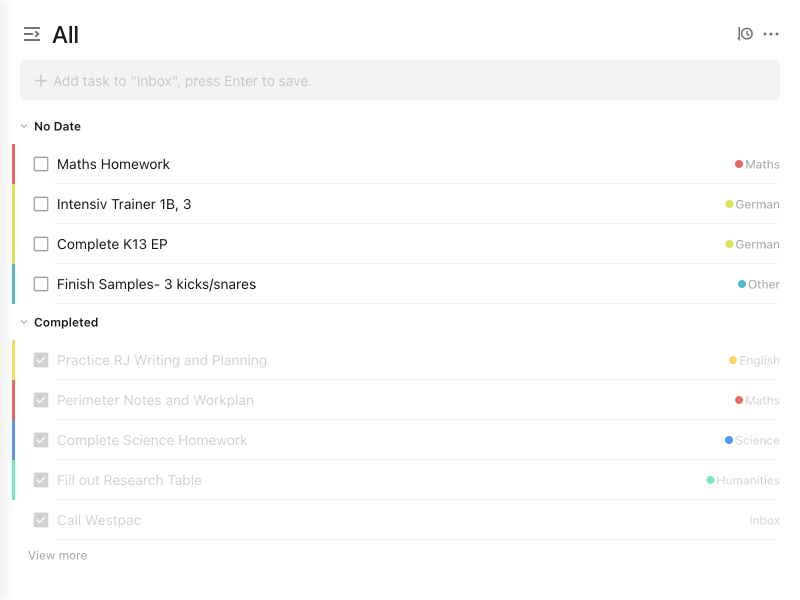 All
Add task to "Inbox", press Enter to save.
No Date
Maths Homework Maths
Intensiv Trainer 1B, 3 German
Complete K13 EP German
Finish Samples- 3 kicks/snares Other
Completed
Practice RJ Writing and Planning English
Perimeter Notes and Workplan Maths
Complete Science Homework Science
Fill out Research Table Humanities
Call Westpac Inbox
View more